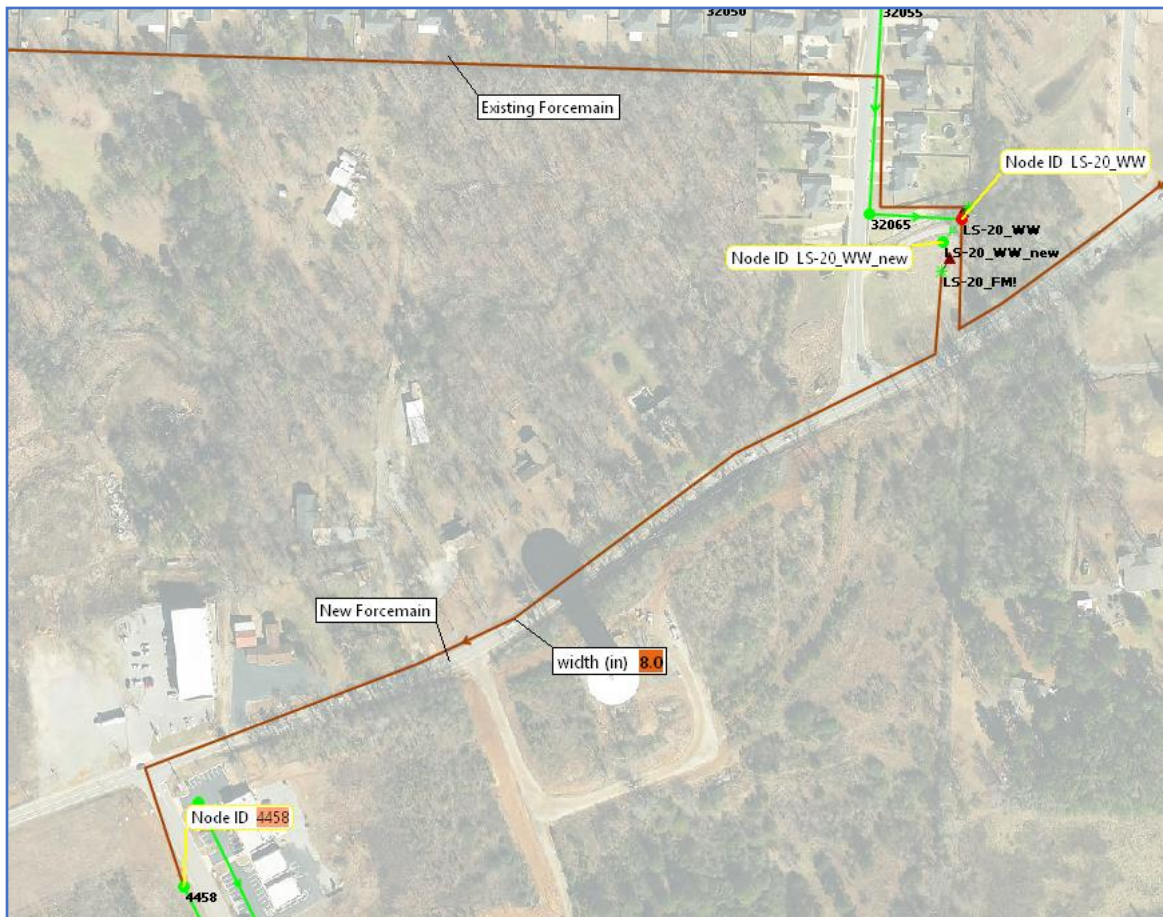 32050
32055
Existing Forcemain
Node ID LS-20_WW
32065
LS-20_WW
Node ID LS-20_WW_new
LS-20_WW_new
LS-20_FM!
New Forcemain
width (in) 8.0
Node ID 4458
4458